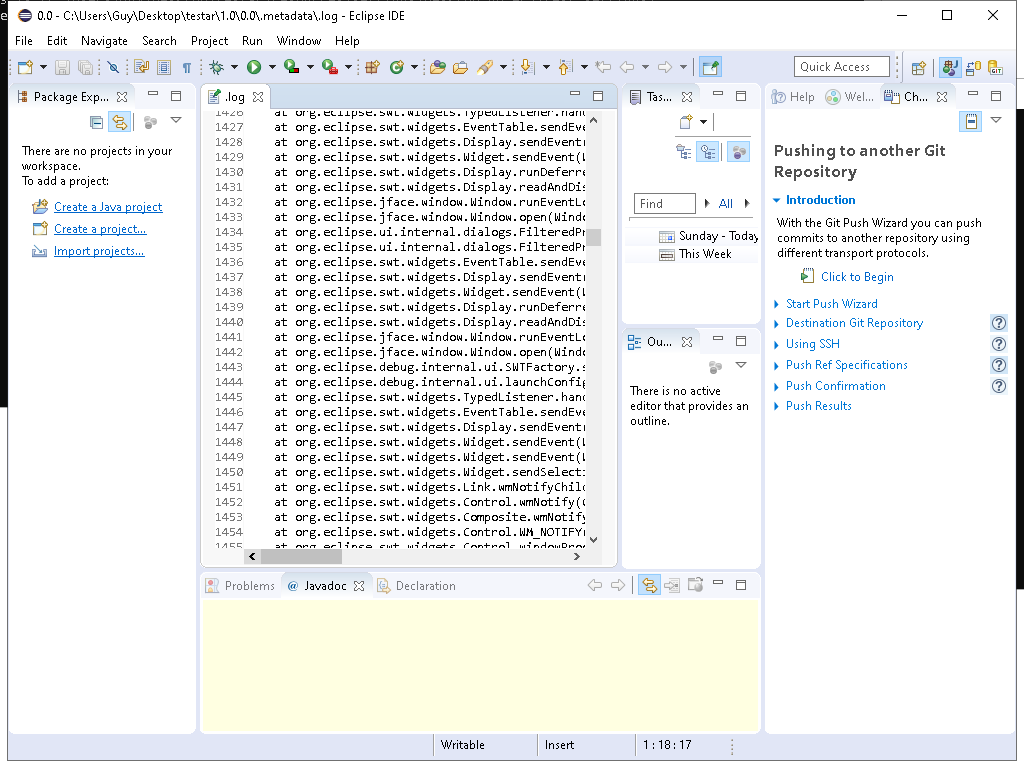 0.0 - C:\Users\Guy\Desktop\testar\1.0\0.0\.metadata\.log - Eclipse IDE
File Edit Navigate Search Project Run Window Help
Quick Access
Package Exp...
There are no projects in your
workspace.
To add a project:
Create a Java project
Create a project...
Import projects...
.log
1426 at org.eclipse.swt.widgets.TypedListener.hand
1427 at org.eclipse.swt.widgets.EventTable.sendEve
1428 at org.eclipse.swt.widgets.Display.sendEvent(
1429 at org.eclipse.swt.widgets.Widget.sendEvent(W
1430 at org.eclipse.swt.widgets.Display.runDeferre
1431 at org.eclipse.swt.widgets.Display.readAndDis
1432 at org.eclipse.jface.window.Window.runEventLo
1433 at org.eclipse.jface.window.Window.open(Windo
1434 at org.eclipse.ui.internal.dialogs.FilteredPr
1435 at org.eclipse.ui.internal.dialogs.FilteredPr
1436 at org.eclipse.swt.widgets.EventTable.sendEve
1437 at org.eclipse.swt.widgets.Display.sendEvent(
1438 at org.eclipse.swt.widgets.Widget.sendEvent(W
1439 at org.eclipse.swt.widgets.Display.runDeferre
1440 at org.eclipse.swt.widgets.Display.readAndDis
1441 at org.eclipse.jface.window.Window.runEventLo
1442 at org.eclipse.jface.window.Window.open(Windo
1443 at org.eclipse.debug.internal.ui.SWTFactory.s
1444 at org.eclipse.debug.internal.ui.launchConfig
1445 at org.eclipse.swt.widgets.TypedListener.hand
1446 at org.eclipse.swt.widgets.EventTable.sendEve
1447 at org.eclipse.swt.widgets.Display.sendEvent(
1448 at org.eclipse.swt.widgets.Widget.sendEvent(W
1449 at org.eclipse.swt.widgets.Widget.sendEvent(W
1450 at org.eclipse.swt.widgets.Widget.sendSelecti
1451 at org.eclipse.swt.widgets.Link.wmNotifyChild
1452 at org.eclipse.swt.widgets.Control.wmNotify(C
1453 at org.eclipse.swt.widgets.Composite.wmNotify
1454 at org.eclipse.swt.widgets.Control.WM_NOTIFY(
1455 at org.eclipse.swt.widgets.Control.windowProc
Tas...
Find
All
Sunday - Today
This Week
Ou...
There is no active
editor that provides an
outline.
Help Wel... Ch...
Pushing to another Git
Repository
Introduction
With the Git Push Wizard you can push
commits to another repository using
different transport protocols.
Click to Begin
Start Push Wizard
Destination Git Repository
Using SSH
Push Ref Specifications
Push Confirmation
Push Results
Problems @ Javadoc Declaration
Writable Insert 1 : 18 : 17